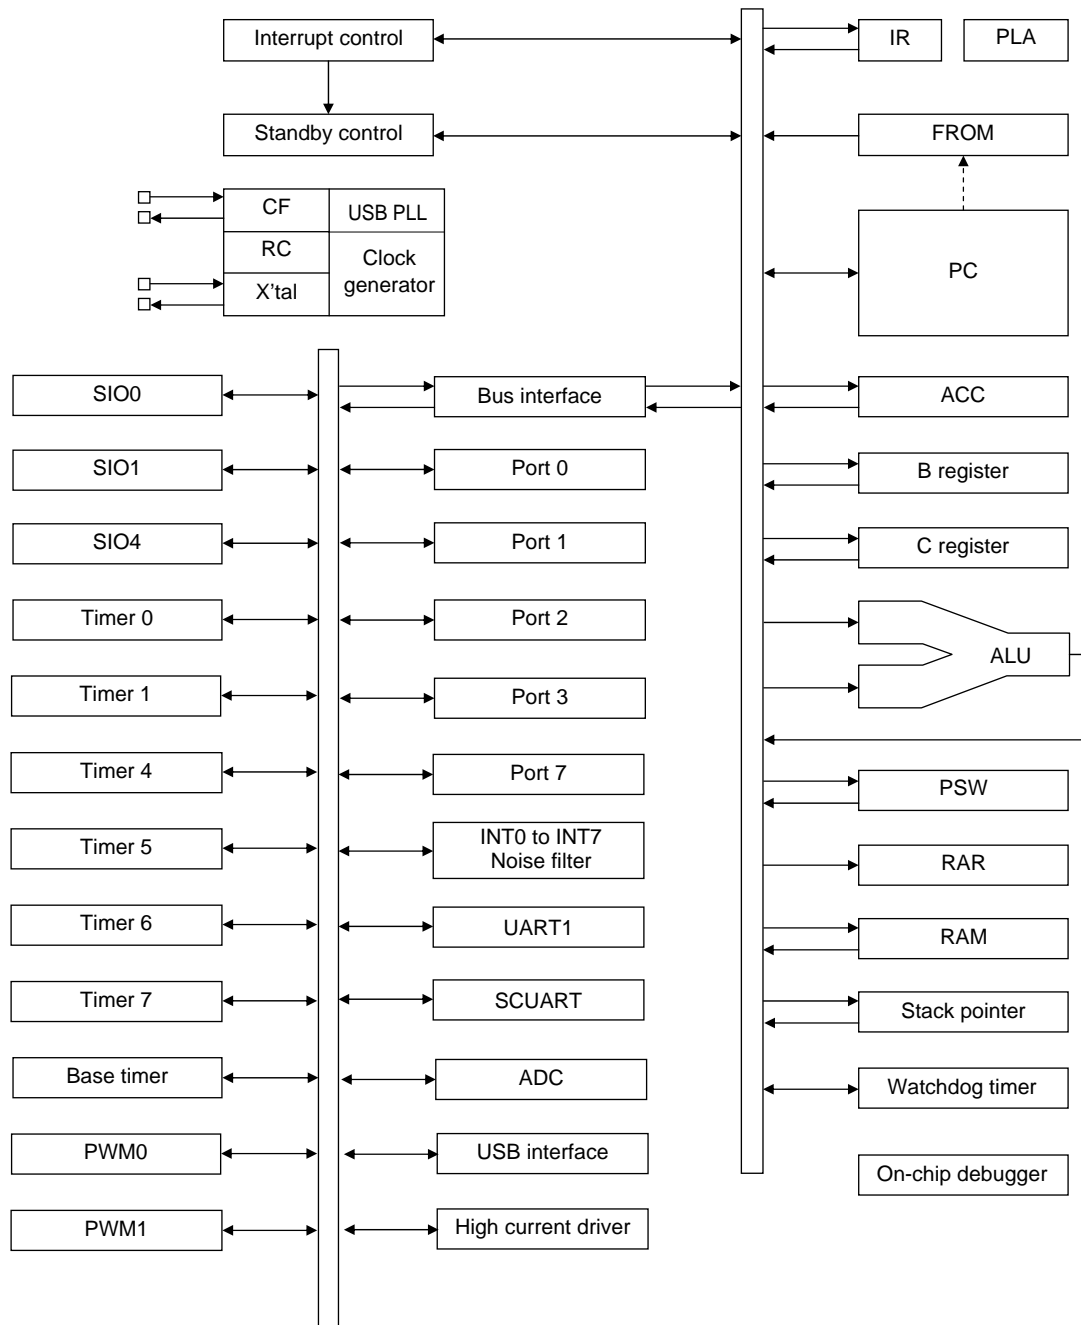 Interrupt control
IR
PLA
Standby control
FROM
CF
USB PLL
RC
Clock
generator
X'tal
PC
SIO0
Bus interface
ACC
SIO1
Port 0
B register
SIO4
Port 1
C register
Timer 0
Port 2
ALU
Timer 1
Port 3
Timer 4
Port 7
PSW
Timer 5
INT0 to INT7
Noise filter
RAR
Timer 6
UART1
RAM
Timer 7
SCUART
Stack pointer
Base timer
ADC
Watchdog timer
PWM0
USB interface
On-chip debugger
PWM1
High current driver